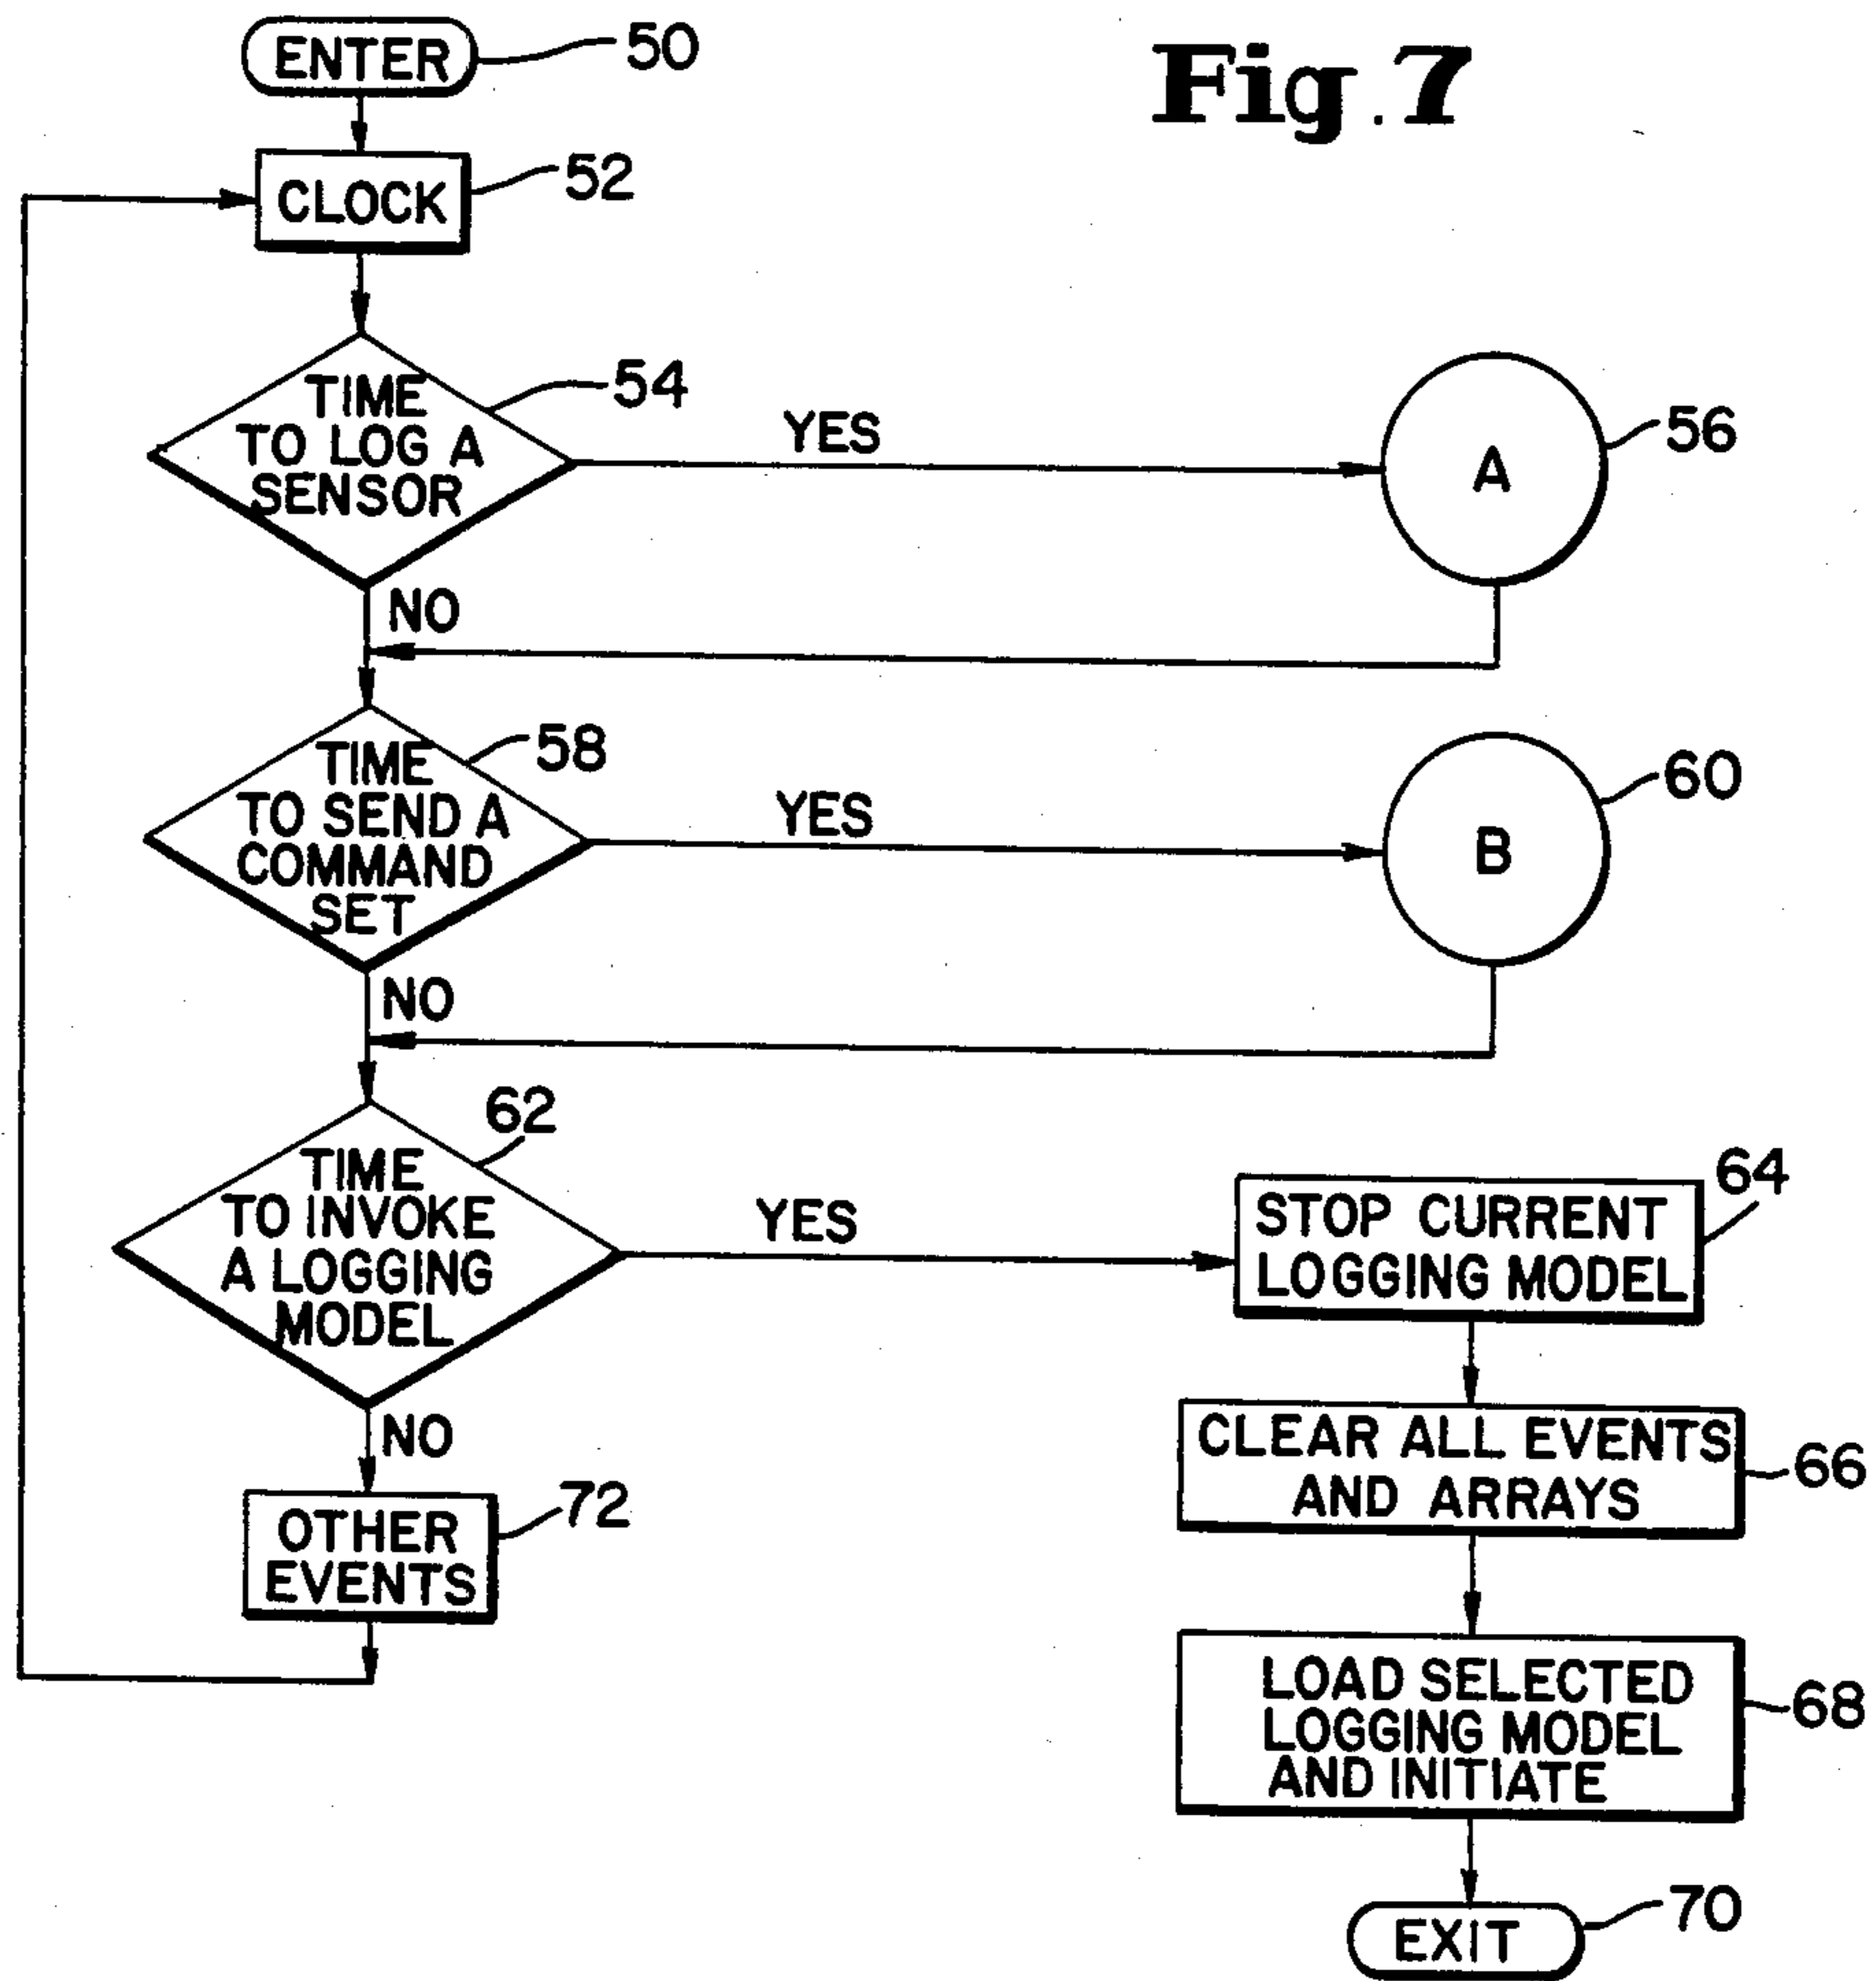 Fig.7
ENTER
50
CLOCK
52
TIME
TO LOG A
SENSOR
54
YES
A
56
NO
TIME
TO SEND A
COMMAND
SET
58
YES
B
60
NO
TIME
TO INVOKE
A LOGGING
MODEL
62
YES
STOP CURRENT
LOGGING MODEL
64
CLEAR ALL EVENTS
AND ARRAYS
66
LOAD SELECTED
LOGGING MODEL
AND INITIATE
68
EXIT
70
NO
OTHER
EVENTS
72